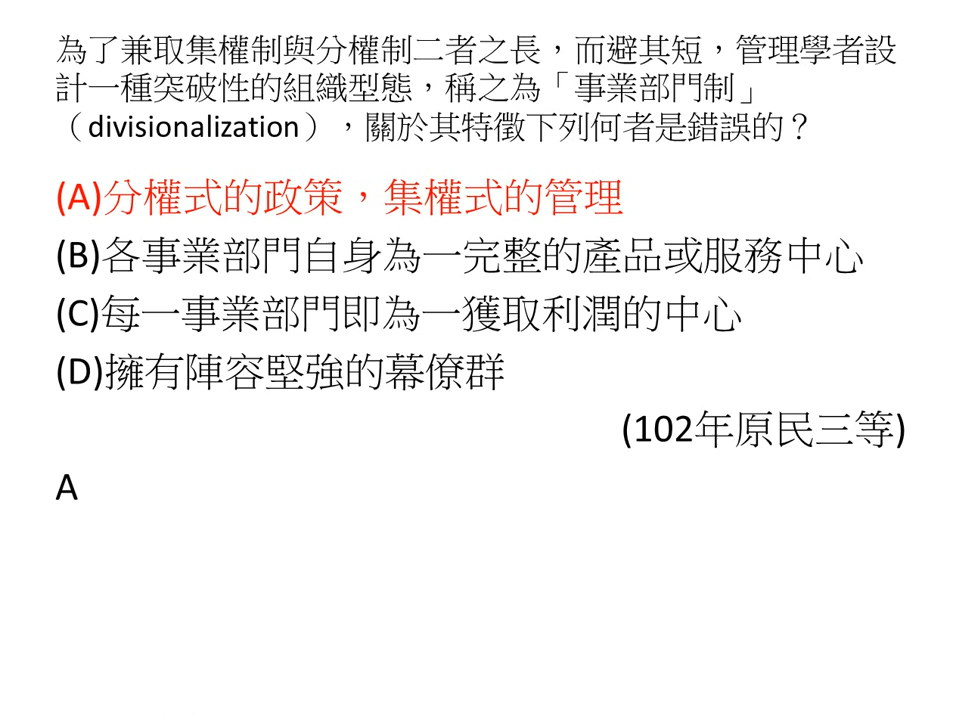 為了兼取集權制與分權制二者之長，而避其短，管理學者設
計一種突破性的組織型態，稱之為「事業部門制」
（divisionalization），關於其特徵下列何者是錯誤的？
(A)分權式的政策，集權式的管理
(B)各事業部門自身為一完整的產品或服務中心
(C)每一事業部門即為一獲取利潤的中心
(D)擁有陣容堅強的幕僚群
(102年原民三等)
A